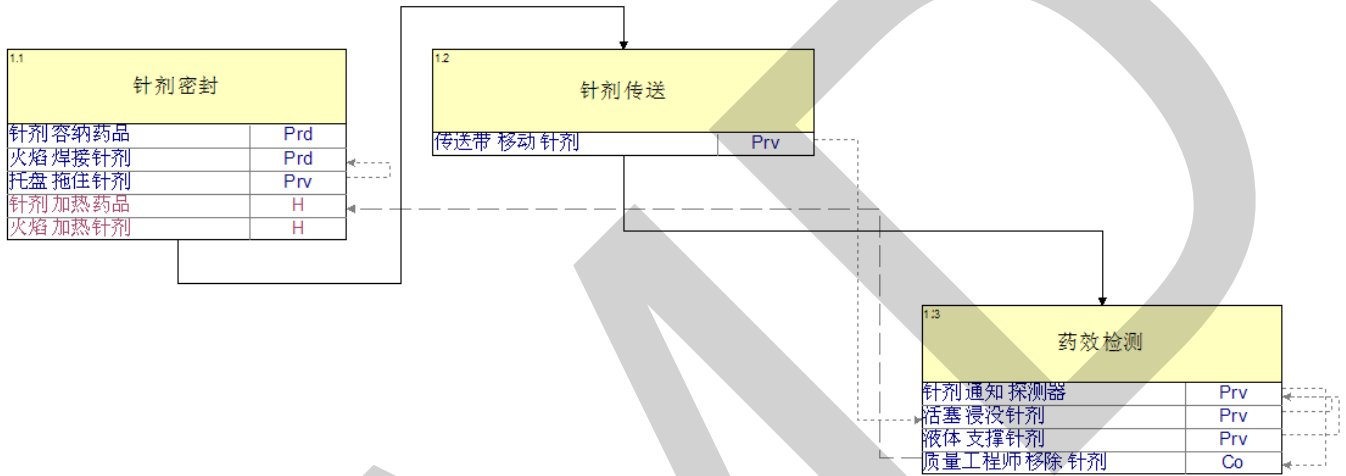 1.1
针剂密封
针剂 容纳 药品 Prd
火焰 焊接 针剂 Prd
托盘 拖住 针剂 Prv
针剂 加热 药品 H
火焰 加热 针剂 H
1.2
针剂传送
传送带 移动 针剂 Prv
1.3
药效检测
针剂 通知 探测器 Prv
活塞 浸没 针剂 Prv
液体 支撑 针剂 Prv
质量工程师 移除 针剂 Co